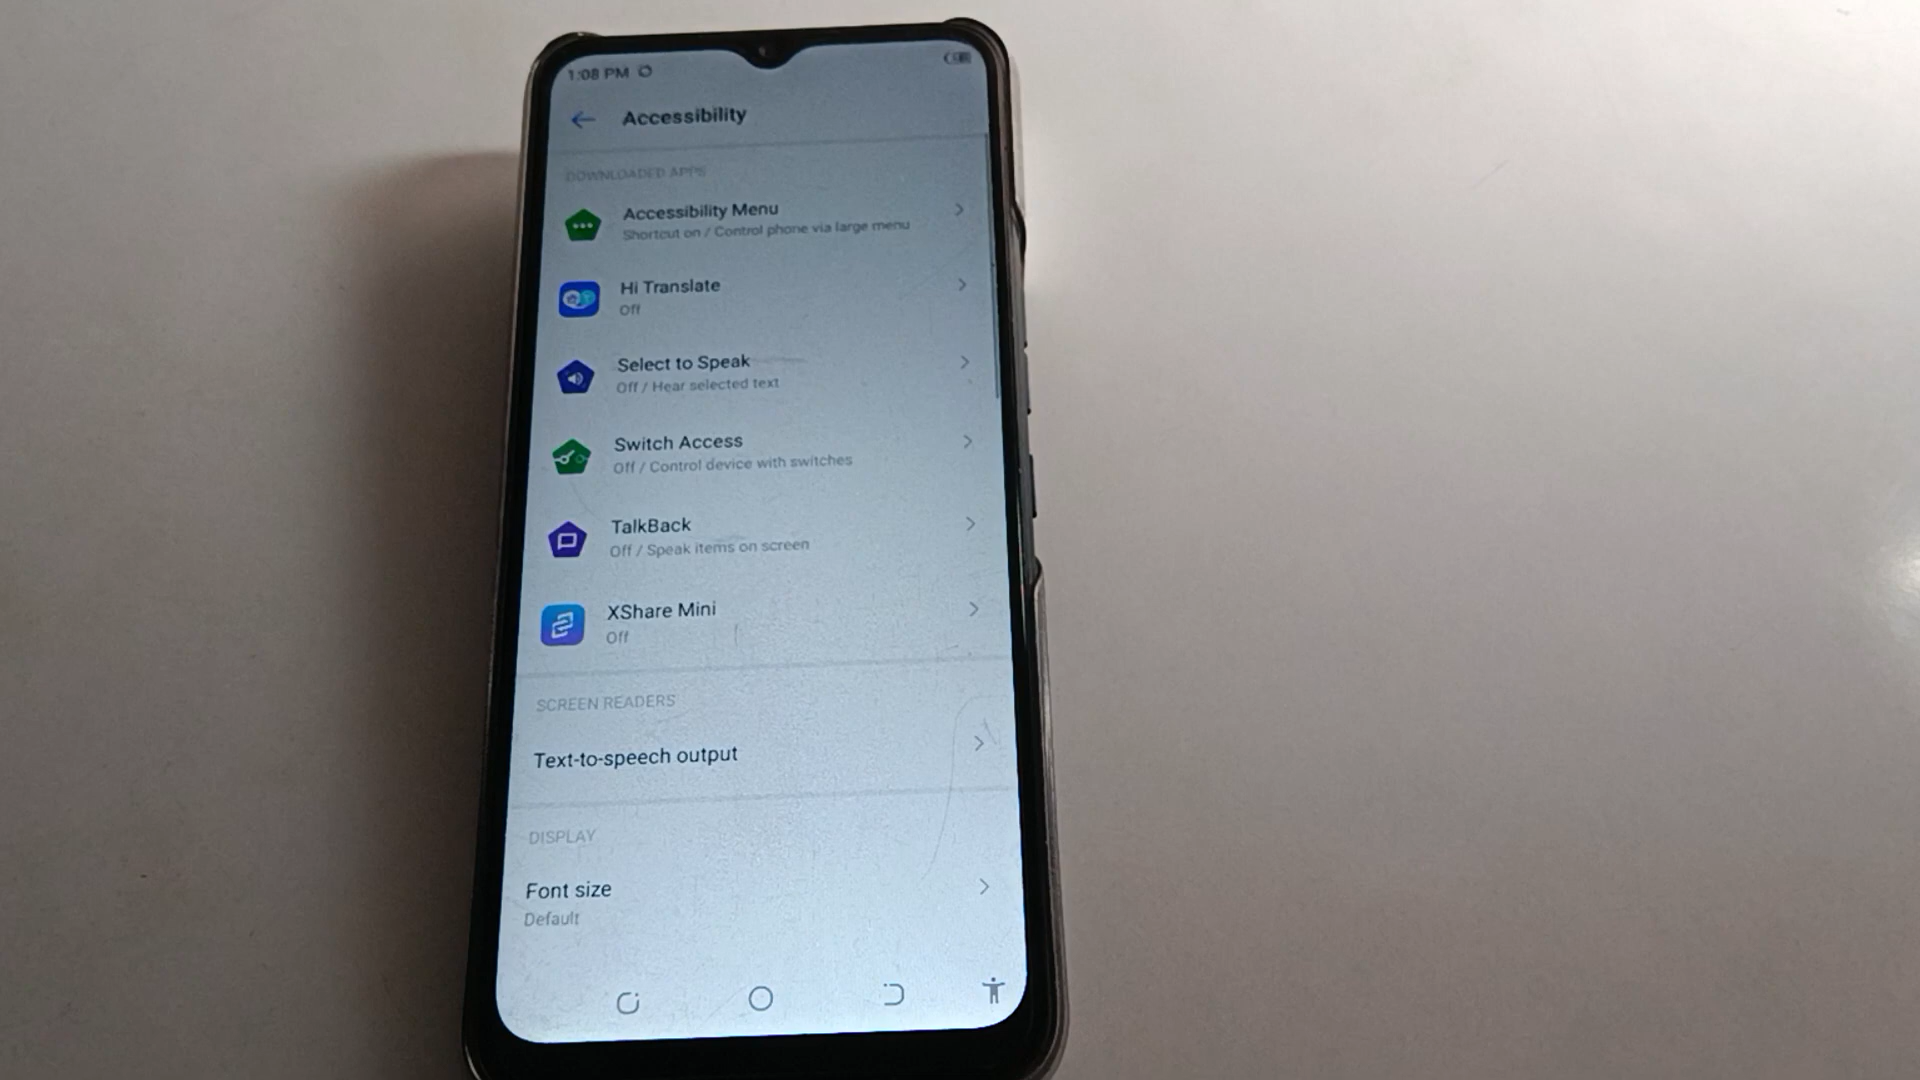 1:08 PM
Accessibility
DOWNLOADED APPS
Accessibility Menu
Shortcut on / Control phone via large menu
Hi Translate
Off
Select to Speak
Off / Hear selected text
Switch Access
Off / Control device with switches
TalkBack
Off / Speak items on screen
XShare Mini
Off
SCREEN READERS
Text-to-speech output
DISPLAY
Font size
Default